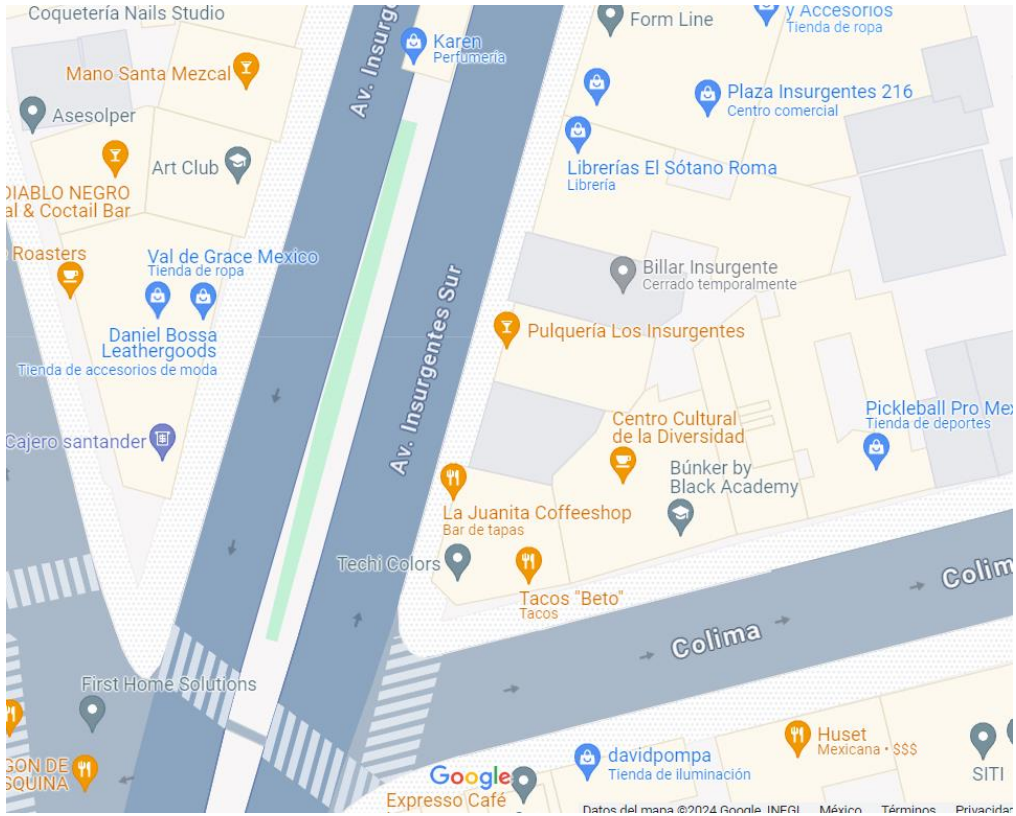 Coquetería Nails Studio
Av. Insurg
Karen
Perfumería
Form Line
y Accesorios
Tienda de ropa
Mano Santa Mezcal
Asesolper
Plaza Insurgentes 216
Centro comercial
Art Club
Librerías El Sótano Roma
Librería
DIABLO NEGRO
al & Coctail Bar
Roasters
Val de Grace Mexico
Tienda de ropa
Billar Insurgente
Cerrado temporalmente
Av. Insurgentes Sur
Pulquería Los Insurgentes
Daniel Bossa
Leathergoods
Tienda de accesorios de moda
Pickleball Pro Mex
Tienda de deportes
Centro Cultural
de la Diversidad
Cajero santander
Búnker by
Black Academy
La Juanita Coffeeshop
Bar de tapas
Techi Colors
Tacos "Beto"
Tacos
Colim
Colima
First Home Solutions
Huset
Mexicana • $$$
davidpompa
Tienda de iluminación
SITI
GON DE
SQUINA
Google
Expresso Café
Datos del mapa ©2024 Google, INEGI México Términos Privacidad